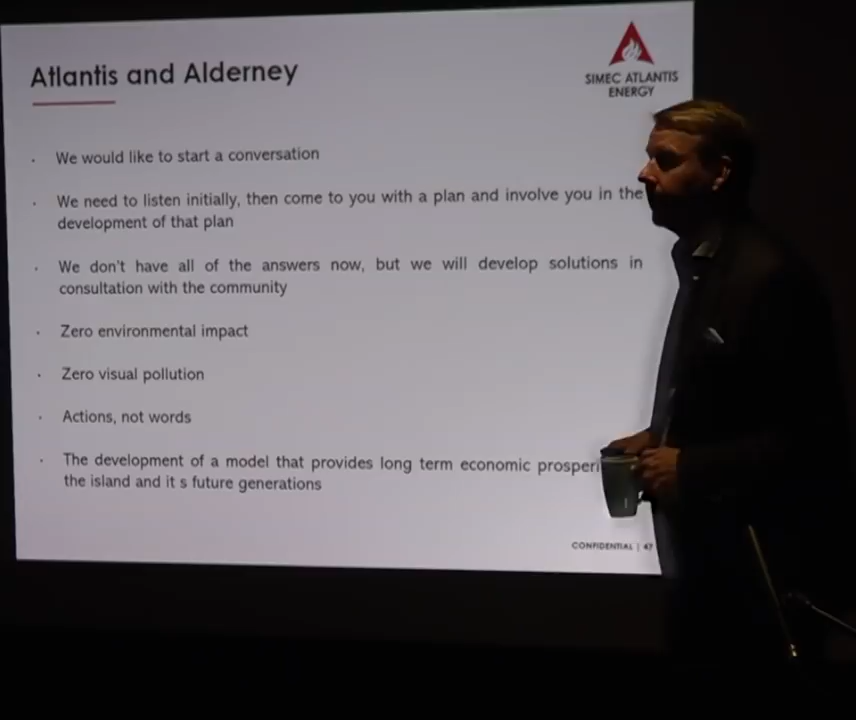 Atlantis and Alderney
SIMEC ATLANTIS
ENERGY
· We would like to start a conversation
· We need to listen initially, then come to you with a plan and involve you in the
development of that plan
· We don't have all of the answers now, but we will develop solutions in
consultation with the community
· Zero environmental impact
· Zero visual pollution
· Actions, not words
· The development of a model that provides long term economic prosperi
the island and it s future generations
CONFIDENTIAL | 47